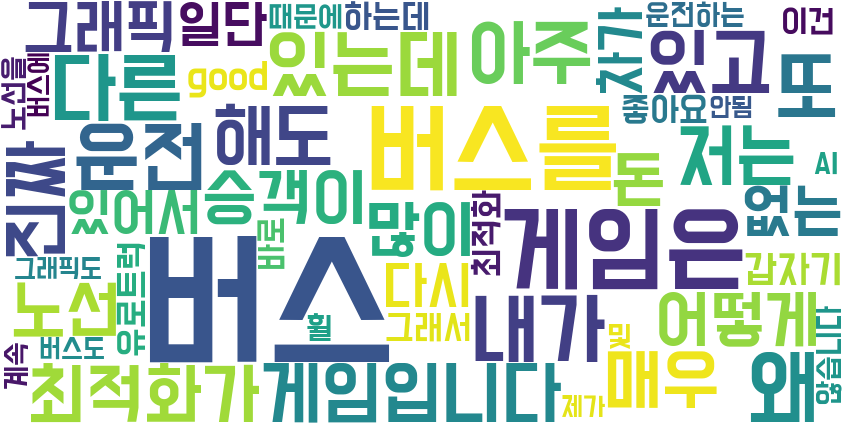 그래픽 일단 때문에 하는데 운전하는 이건
노선을 버스에 다른 good 있는데 아주 차가 있고 또
좋아요 안됨
진짜 운전 해도 버스를 돈 저는 AI
있어서 승객이 많이 최적화 게임은 없는
바로
그래픽도 유로트럭 버스 다시 갑자기
노선 휠 그래서 내가 어떻게
계속 버스도 및 않습니다
최적화가 게임입니다 제가 매우 왜